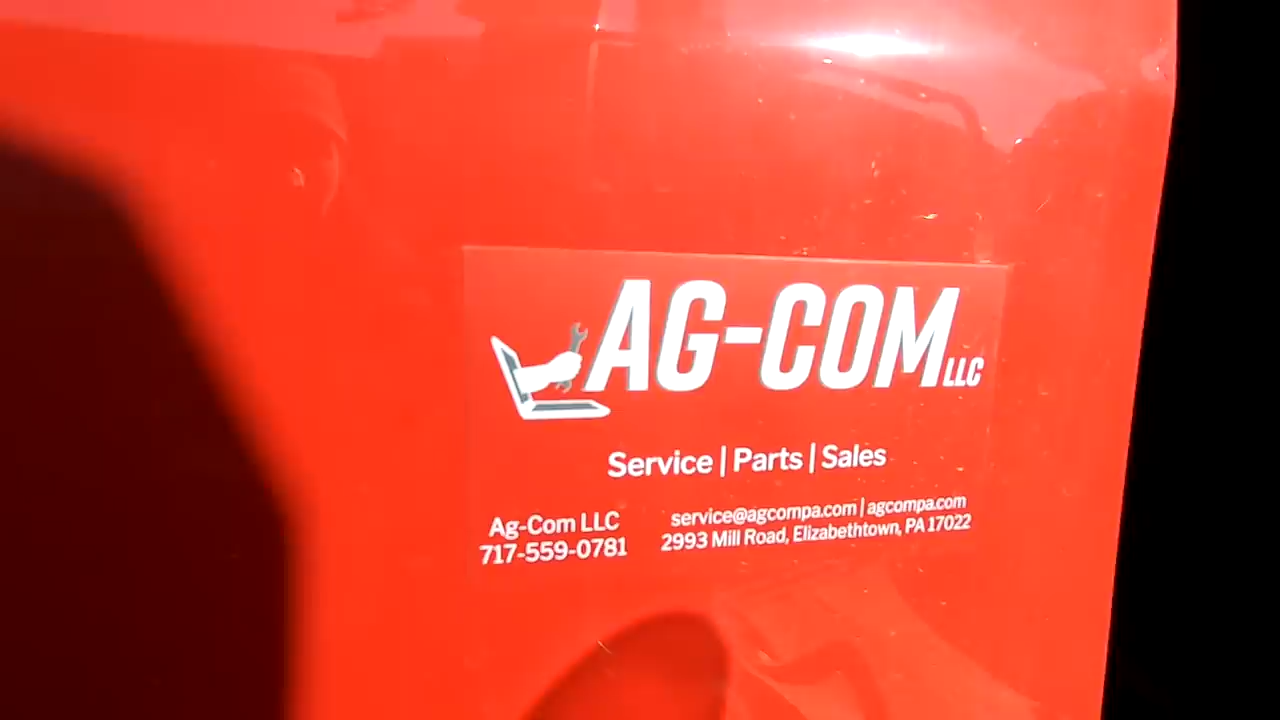 AG-COM LLC
Service | Parts | Sales
Ag-Com LLC
717-559-0781
service@agcompa.com | agcompa.com
2993 Mill Road, Elizabethtown, PA 17022